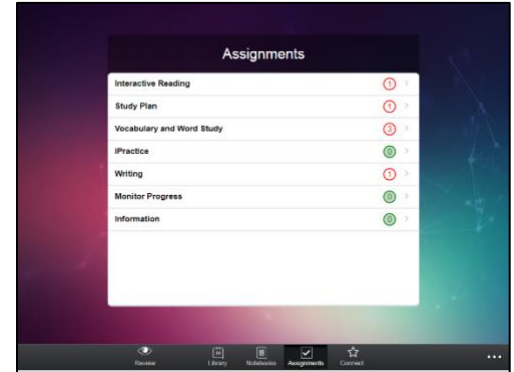 Assignments
Interactive Reading 1
Study Plan 1
Vocabulary and Word Study 3
iPractice 0
Writing 1
Monitor Progress 0
Information 0
Review Library Notebooks Assignments Connect